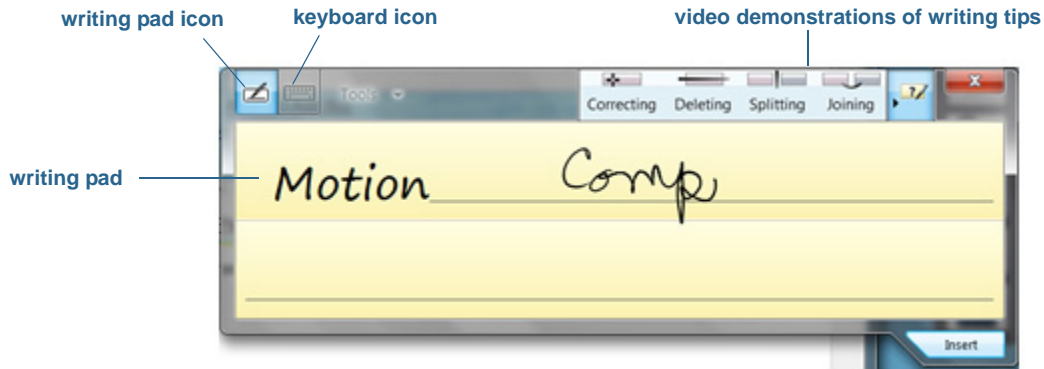 writing pad icon keyboard icon video demonstrations of writing tips
Tools Correcting Deleting Splitting Joining
writing pad Motion Comp
Insert